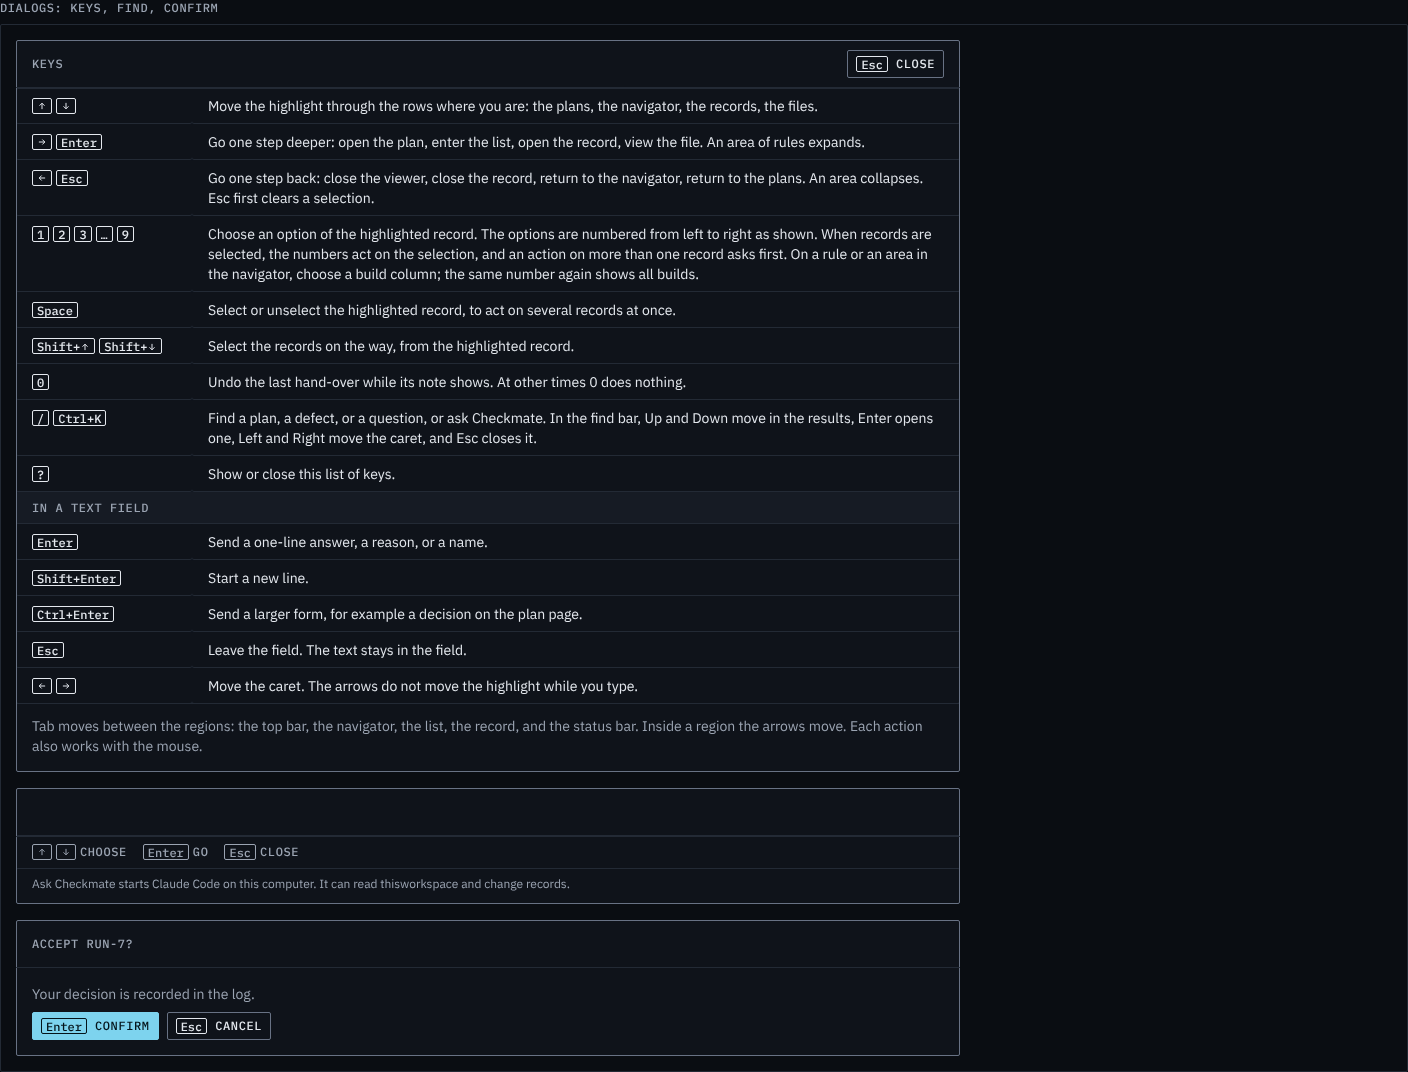 DIALOGS: KEYS, FIND, CONFIRM
KEYS
Esc CLOSE
↑ ↓ Move the highlight through the rows where you are: the plans, the navigator, the records, the files.
→ Enter Go one step deeper: open the plan, enter the list, open the record, view the file. An area of rules expands.
← Esc Go one step back: close the viewer, close the record, return to the navigator, return to the plans. An area collapses.
Esc first clears a selection.
1 2 3 … 9 Choose an option of the highlighted record. The options are numbered from left to right as shown. When records are
selected, the numbers act on the selection, and an action on more than one record asks first. On a rule or an area in
the navigator, choose a build column; the same number again shows all builds.
Space Select or unselect the highlighted record, to act on several records at once.
Shift+↑ Shift+↓ Select the records on the way, from the highlighted record.
0 Undo the last hand-over while its note shows. At other times 0 does nothing.
/ Ctrl+K Find a plan, a defect, or a question, or ask Checkmate. In the find bar, Up and Down move in the results, Enter opens
one, Left and Right move the caret, and Esc closes it.
? Show or close this list of keys.
IN A TEXT FIELD
Enter Send a one-line answer, a reason, or a name.
Shift+Enter Start a new line.
Ctrl+Enter Send a larger form, for example a decision on the plan page.
Esc Leave the field. The text stays in the field.
← → Move the caret. The arrows do not move the highlight while you type.
Tab moves between the regions: the top bar, the navigator, the list, the record, and the status bar. Inside a region the arrows move. Each action
also works with the mouse.
↑ ↓ CHOOSE Enter GO Esc CLOSE
Ask Checkmate starts Claude Code on this computer. It can read thisworkspace and change records.
ACCEPT RUN-7?
Your decision is recorded in the log.
Enter CONFIRM Esc CANCEL